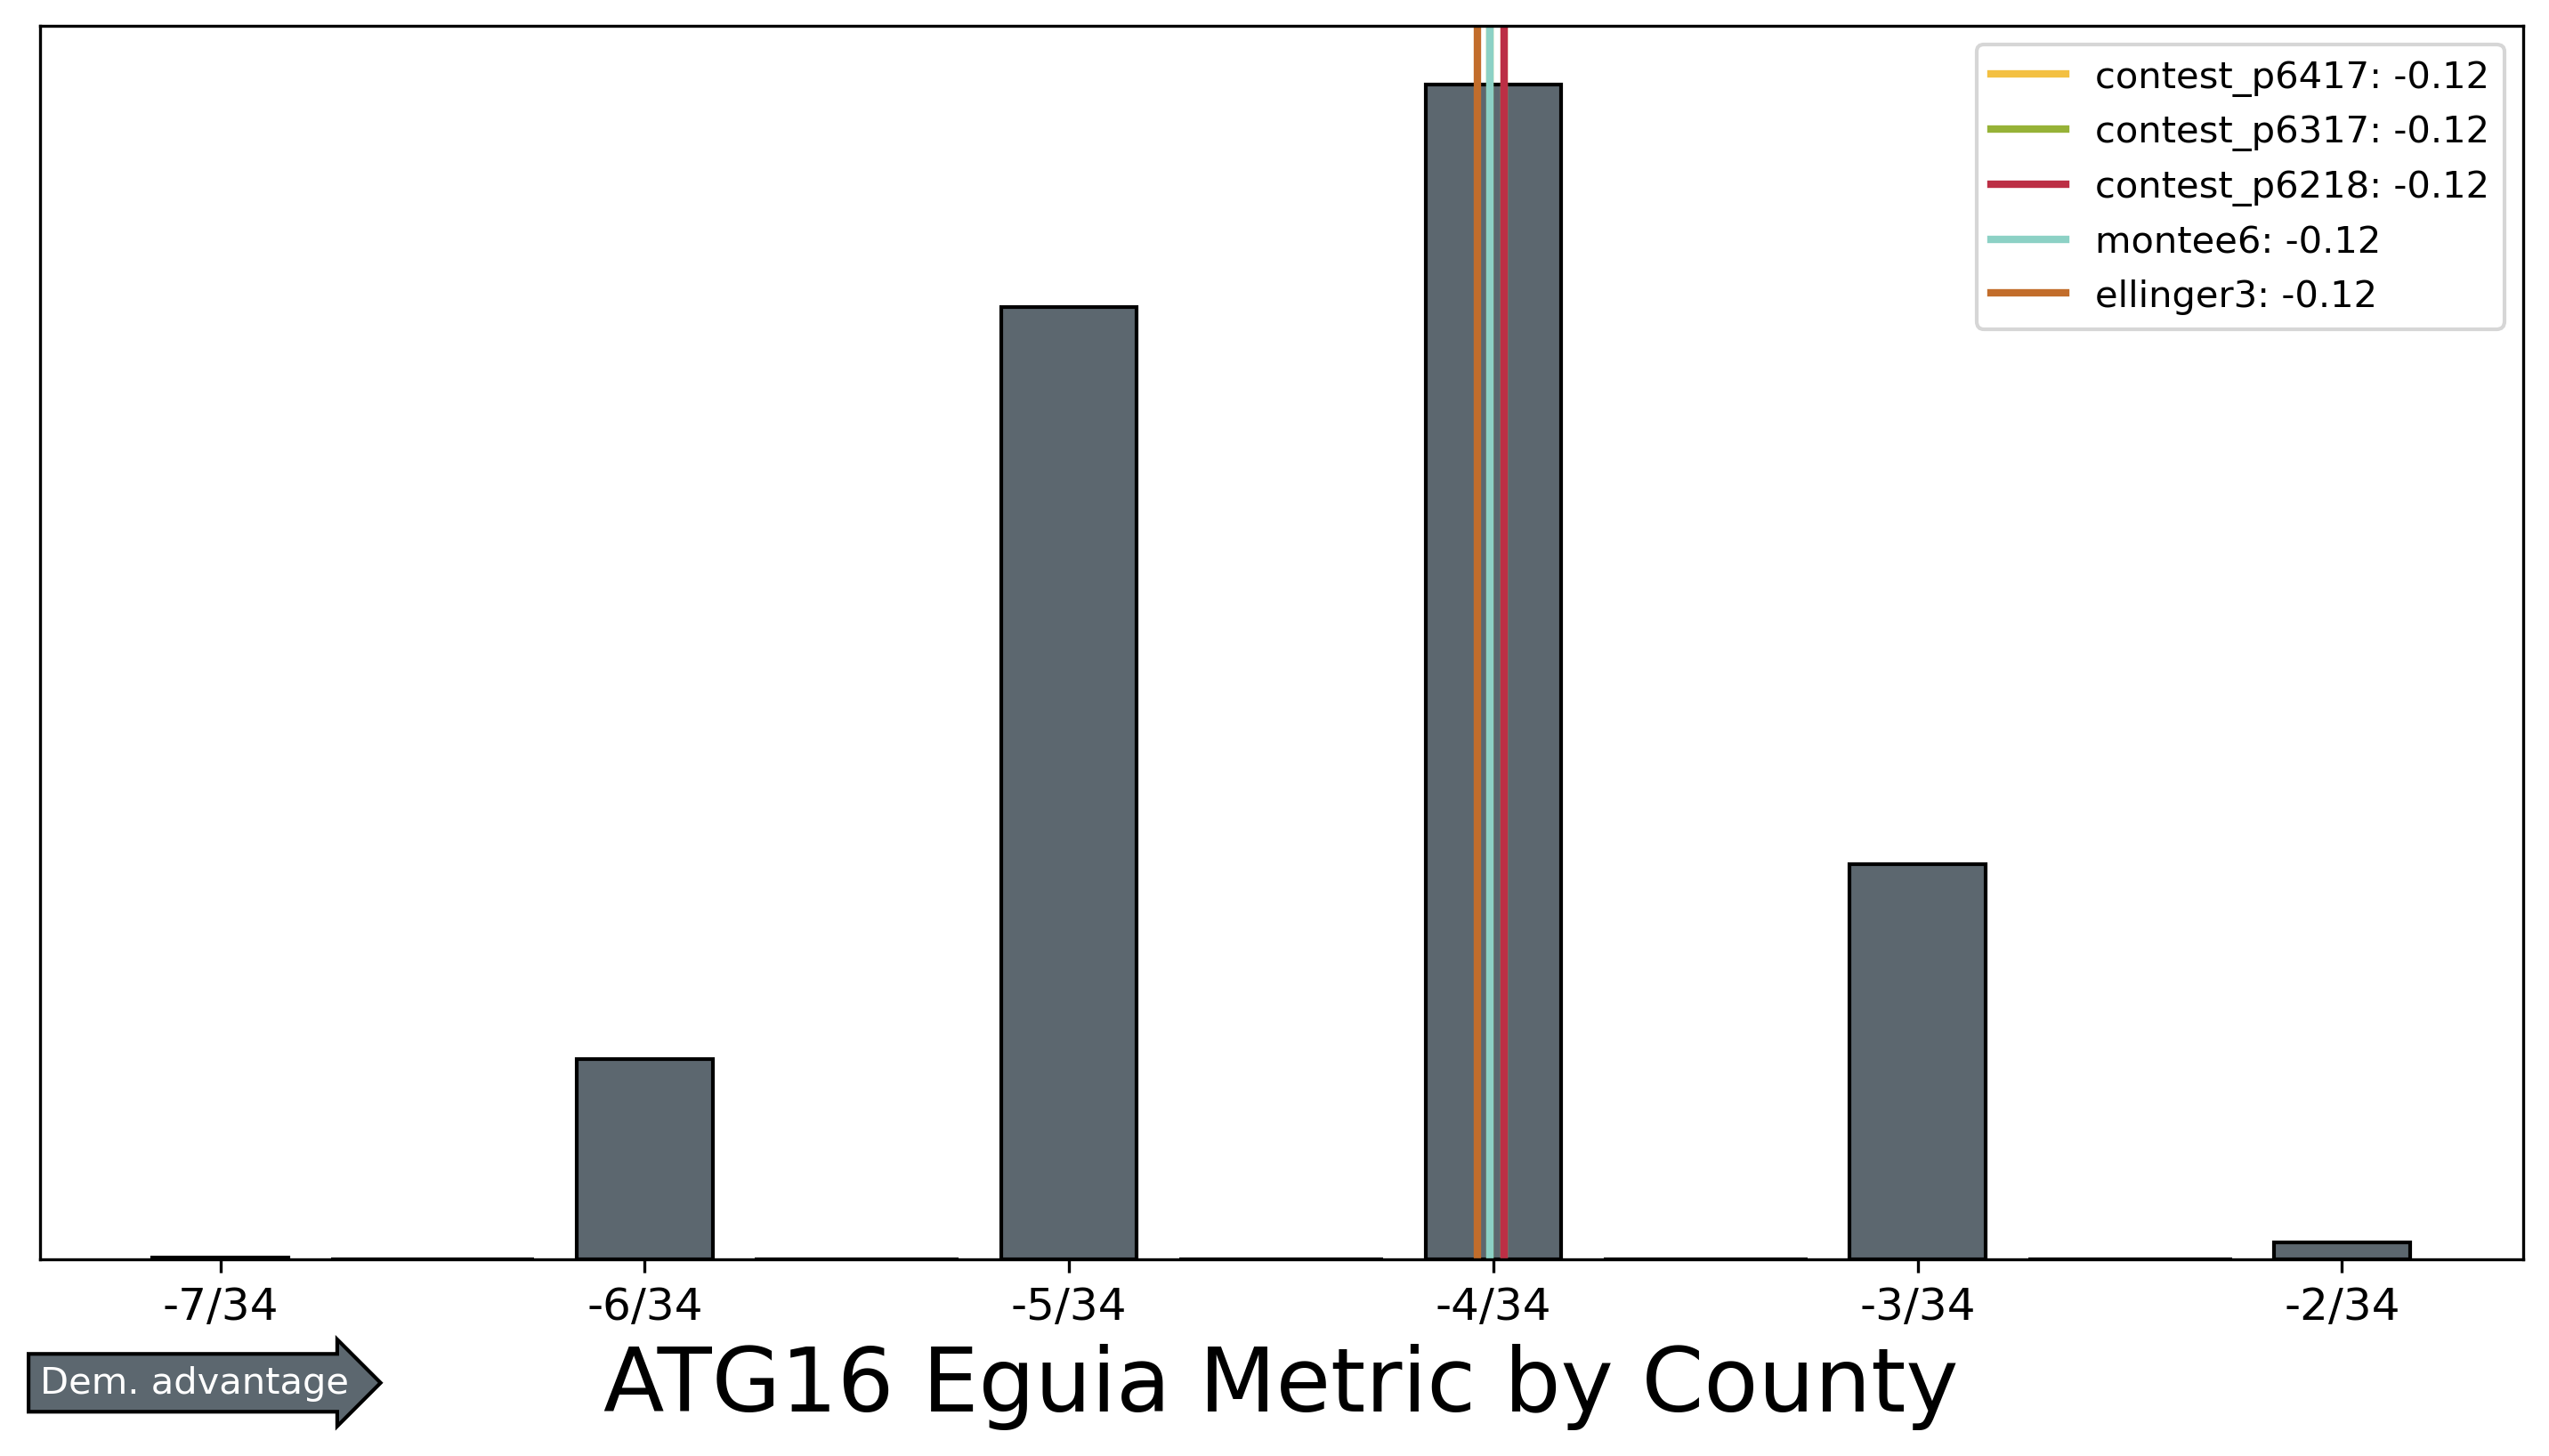 contest_p6417: -0.12
contest_p6317: -0.12
contest_p6218: -0.12
montee6: -0.12
ellinger3: -0.12
-7/34
-6/34
-5/34
-4/34
-3/34
-2/34
Dem. advantage
ATG16 Eguia Metric by County